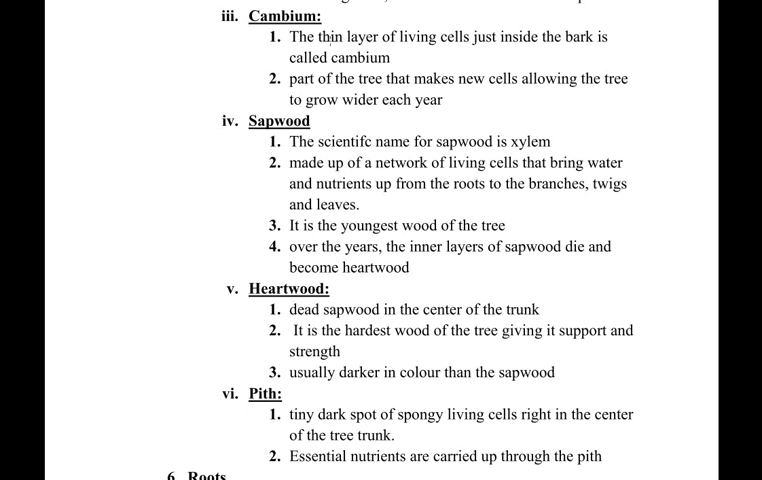 iii. Cambium:
1. The thin layer of living cells just inside the bark is
called cambium
2. part of the tree that makes new cells allowing the tree
to grow wider each year
iv. Sapwood
1. The scientifc name for sapwood is xylem
2. made up of a network of living cells that bring water
and nutrients up from the roots to the branches, twigs
and leaves.
3. It is the youngest wood of the tree
4. over the years, the inner layers of sapwood die and
become heartwood
v. Heartwood:
1. dead sapwood in the center of the trunk
2. It is the hardest wood of the tree giving it support and
strength
3. usually darker in colour than the sapwood
vi. Pith:
1. tiny dark spot of spongy living cells right in the center
of the tree trunk.
2. Essential nutrients are carried up through the pith
6. Roots